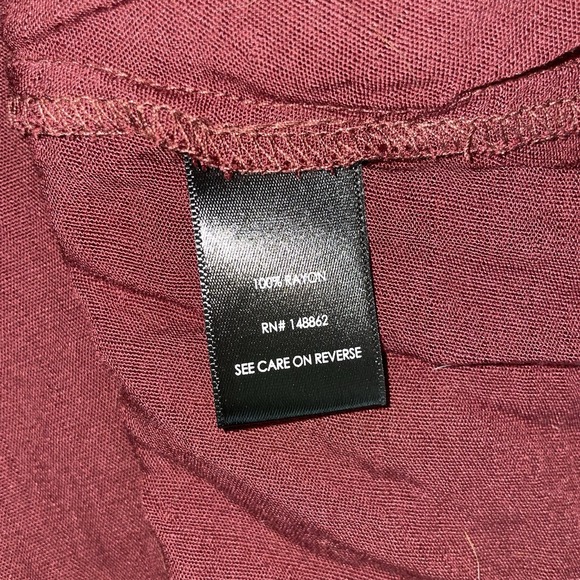 100% RAYON
RN# 148862
SEE CARE ON REVERSE